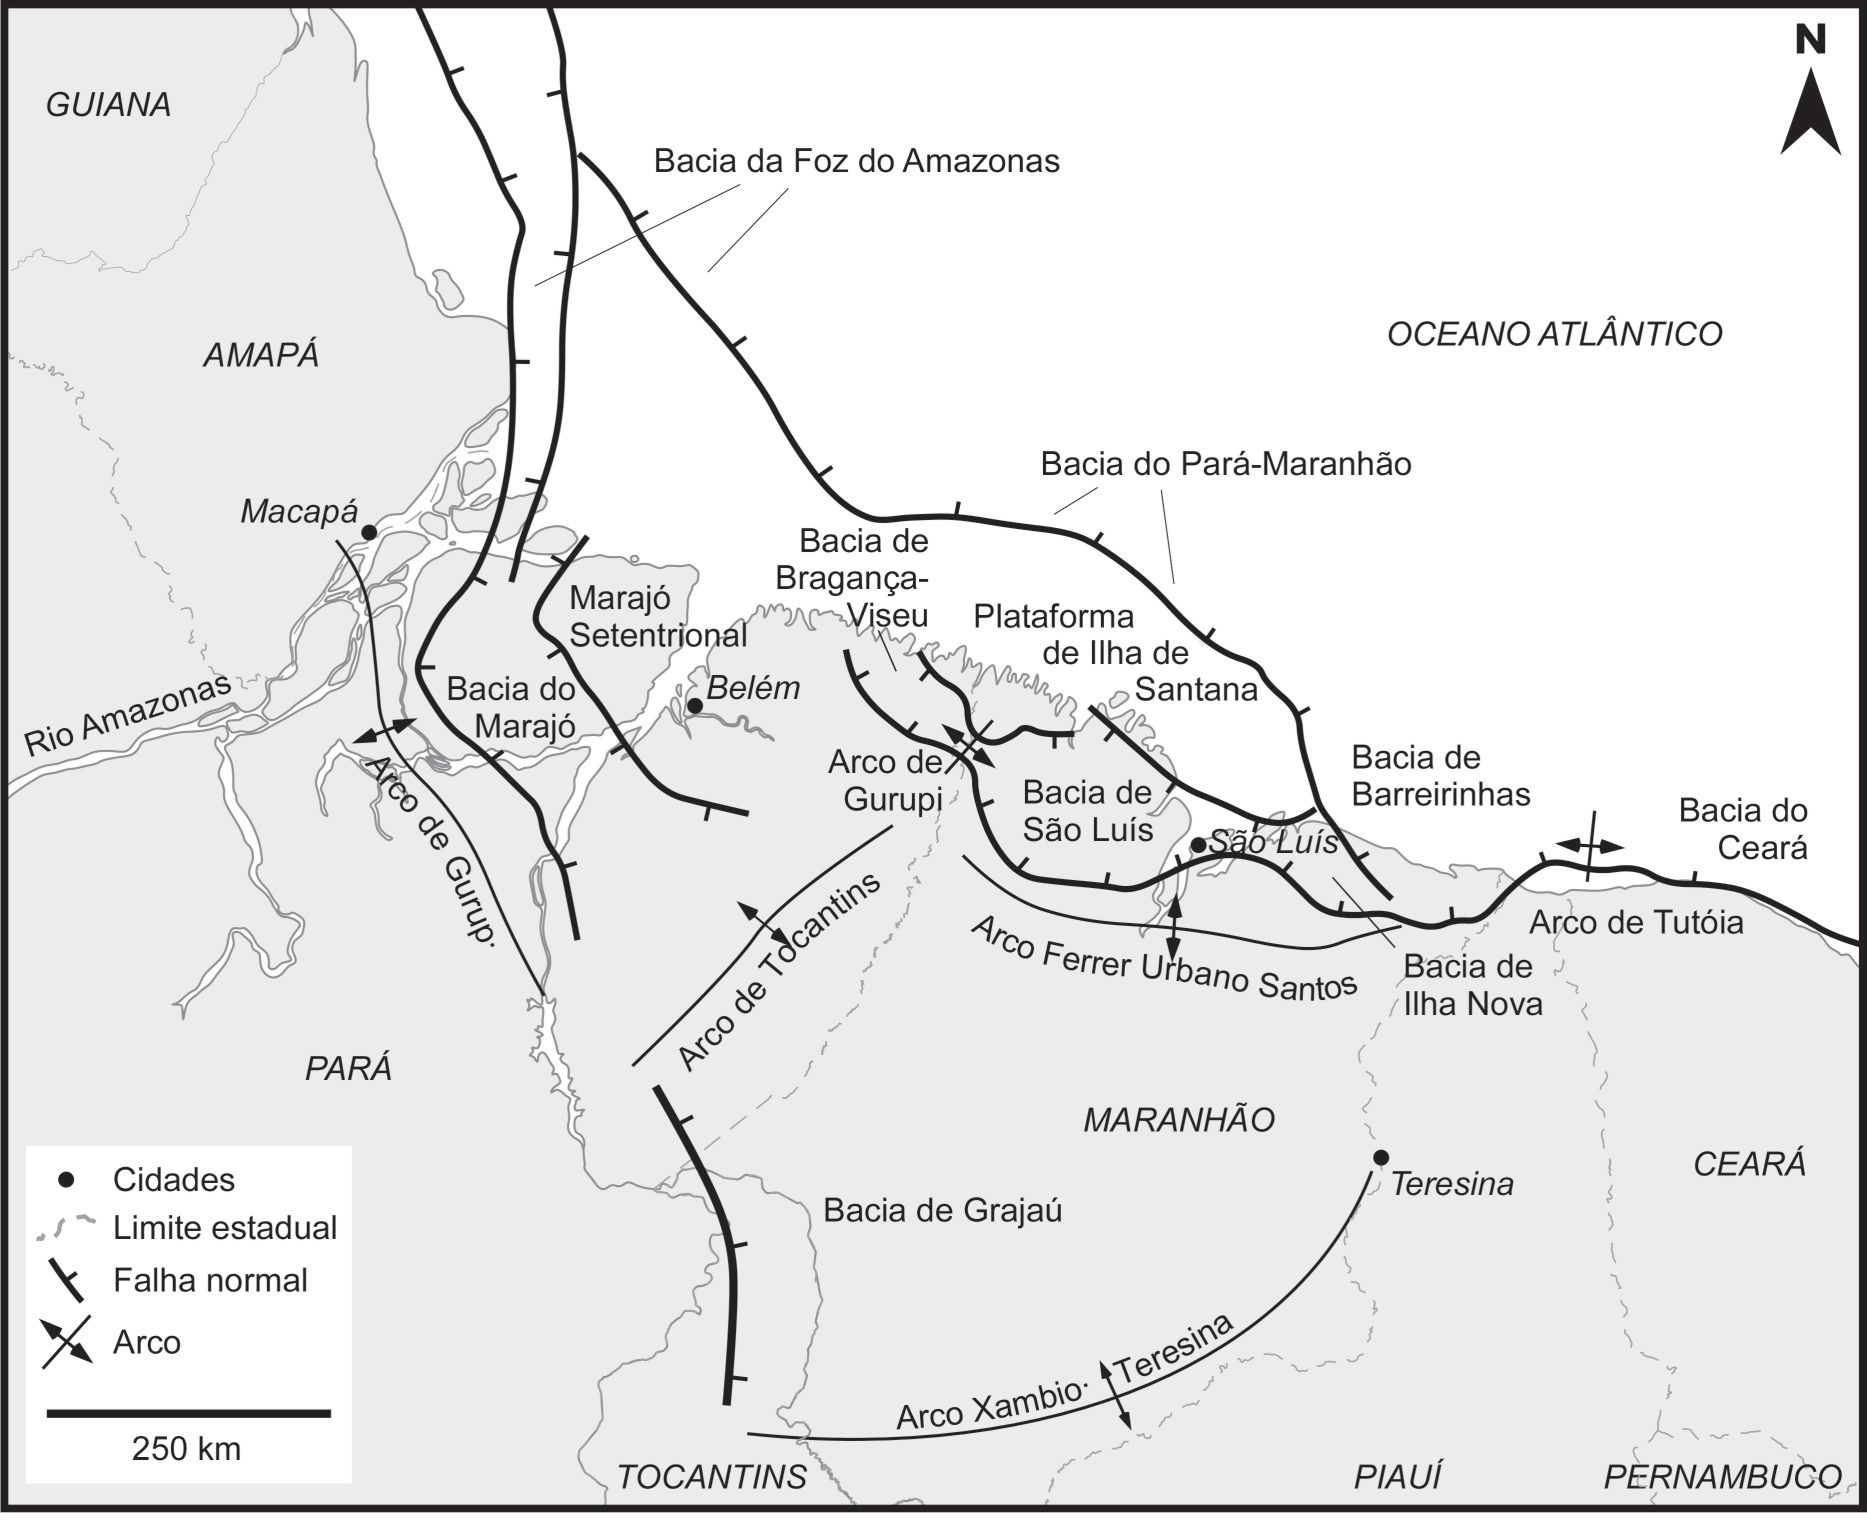 N
GUIANA
Bacia da Foz do Amazonas
OCEANO ATLÂNTICO
AMAPÁ
Bacia do Pará-Maranhão
Macapá
Bacia de
Bragança-
Viseu
Marajó
Setentrional
Plataforma
de Ilha de
Santana
Rio Amazonas
Bacia do
Marajó
Belém
Arco de Gurup·
Arco de
Gurupi
Bacia de
São Luís
São Luís
Bacia de
Barreirinhas
Bacia do
Ceará
Arco de Tutóia
Arco de Tocantins
Arco Ferrer Urbano Santos
Bacia de
Ilha Nova
PARÁ
MARANHÃO
CEARÁ
Teresina
Bacia de Grajaú
Arco Xambio· Teresina
TOCANTINS
PIAUÍ
PERNAMBUCO
Cidades
Limite estadual
Falha normal
Arco
250 km